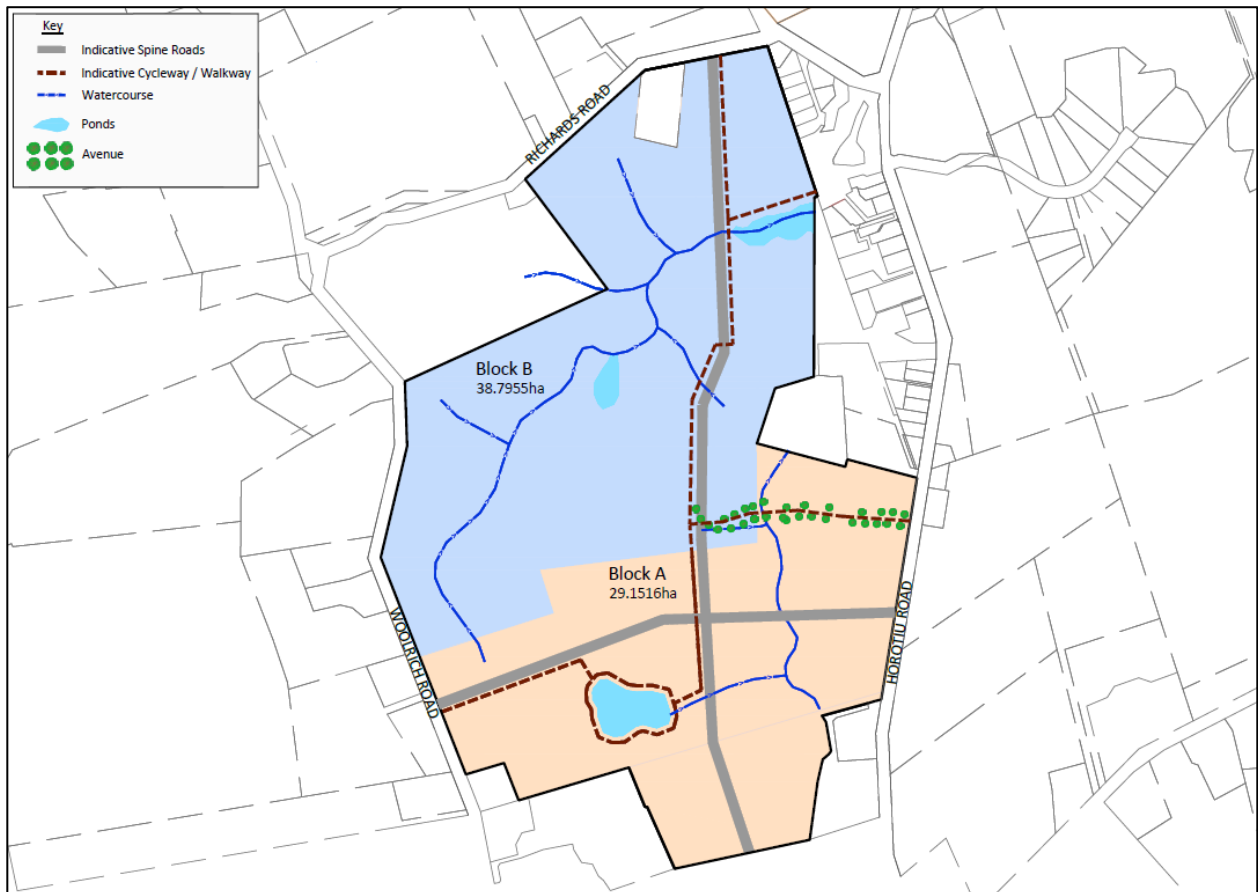 Key
Indicative Spine Roads
Indicative Cycleway / Walkway
Watercourse
Ponds
Avenue
RICHARDS ROAD
Block B
38.7955ha
Block A
29.1516ha
WOOLRICH ROAD
HOROTIU ROAD